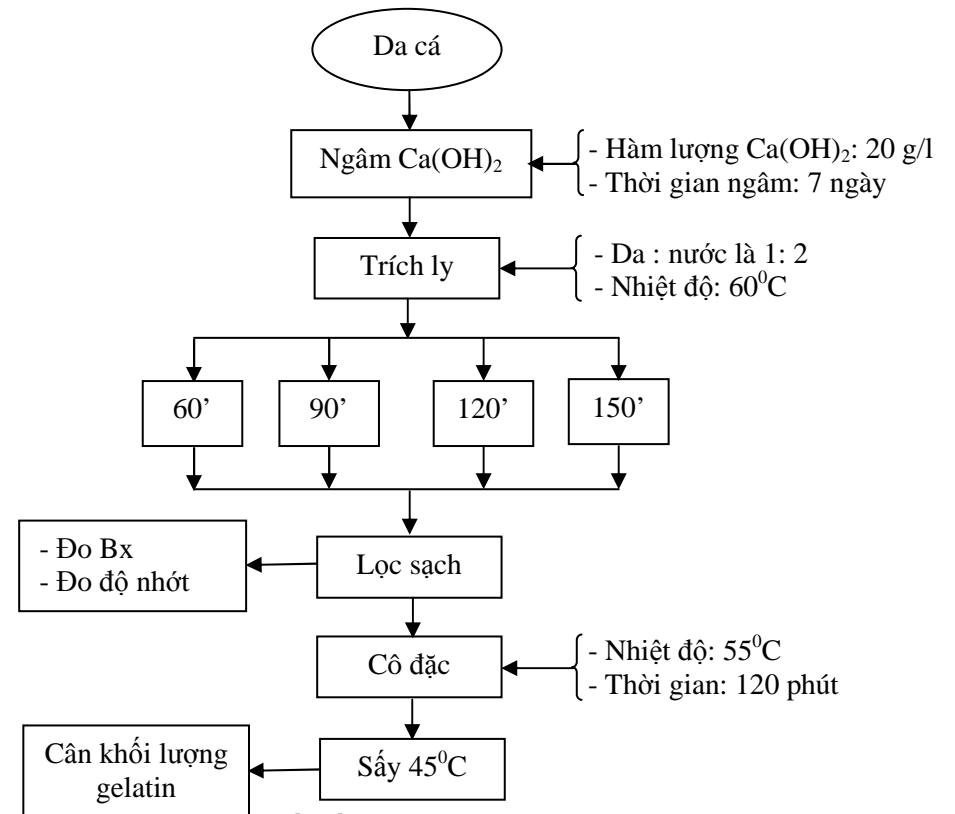 Da cá
Ngâm Ca(OH)₂
- Hàm lượng Ca(OH)₂: 20 g/l
- Thời gian ngâm: 7 ngày
Trích ly
- Da : nước là 1: 2
- Nhiệt độ: 60⁰C
60’
90’
120’
150’
- Đo Bx
- Đo độ nhớt
Lọc sạch
Cô đặc
- Nhiệt độ: 55⁰C
- Thời gian: 120 phút
Cân khối lượng
gelatin
Sấy 45⁰C